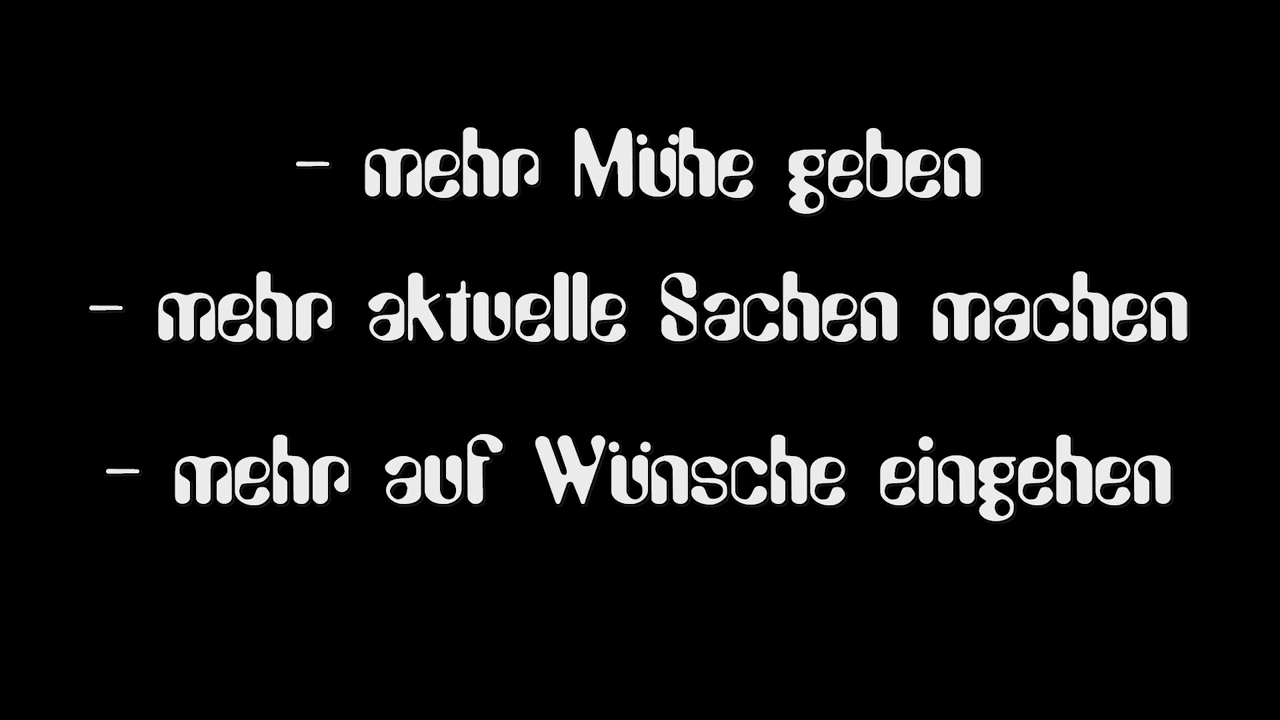 - mehr Mühe geben
- mehr aktuelle Sachen machen
- mehr auf Wünsche eingehen